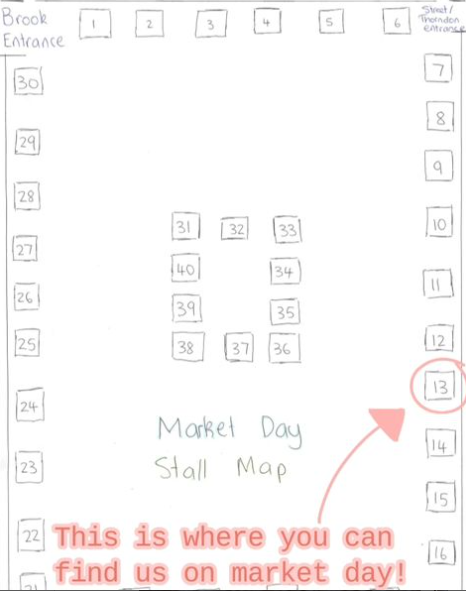 Brook
Entrance
1 2 3 4 5 6
Street/
Thorndon
Entrance
7
30
8
29
9
28
10
31 32 33
27
40 34
11
26
39 35
12
25
38 37 36
13
24
Market Day
14
Stall Map
23
15
22
This is where you can
16
find us on market day!
21